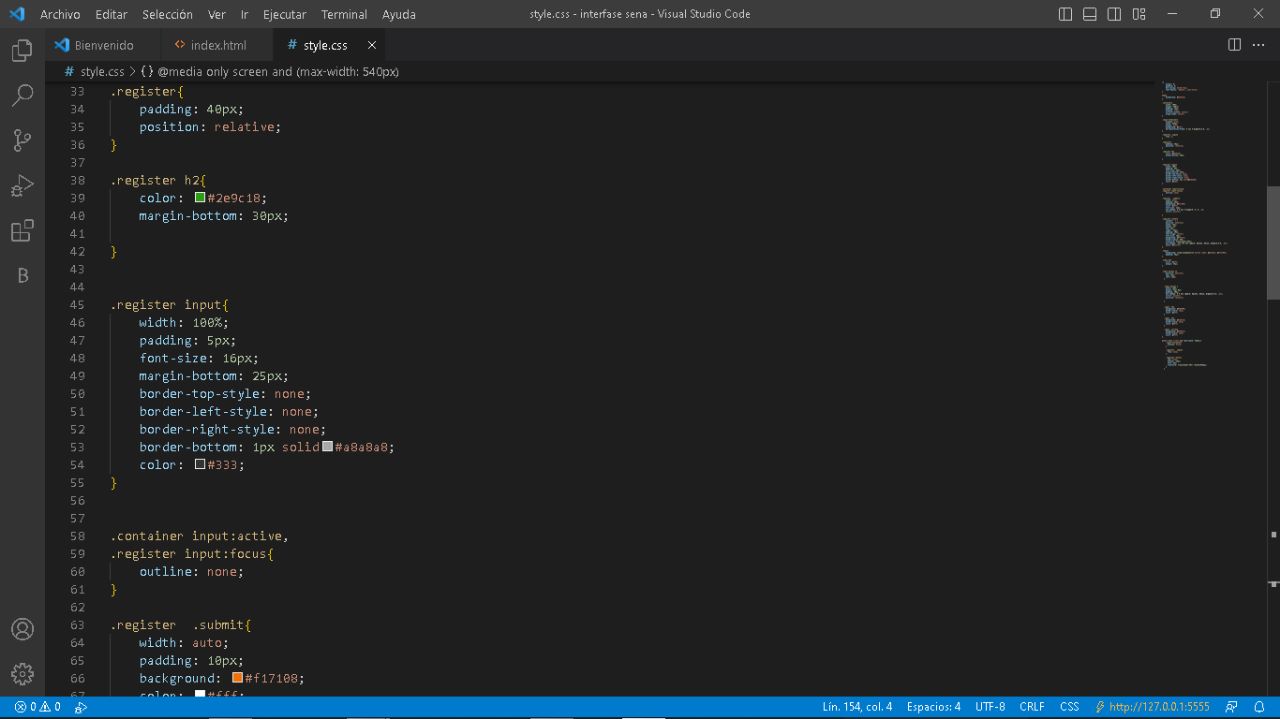 Archivo Editar Selección Ver Ir Ejecutar Terminal Ayuda style.css - interfase sena - Visual Studio Code
Bienvenido index.html # style.css
# style.css > {} @media only screen and (max-width: 540px)
33 .register{
34 padding: 40px;
35 position: relative;
36 }
37
38 .register h2{
39 color: #2e9c18;
40 margin-bottom: 30px;
41
42 }
43
44
45 .register input{
46 width: 100%;
47 padding: 5px;
48 font-size: 16px;
49 margin-bottom: 25px;
50 border-top-style: none;
51 border-left-style: none;
52 border-right-style: none;
53 border-bottom: 1px solid #a8a8a8;
54 color: #333;
55 }
56
57
58 .container input:active,
59 .register input:focus{
60 outline: none;
61 }
62
63 .register .submit{
64 width: auto;
65 padding: 10px;
66 background: #f17108;
67 color: #fff;
B
0 0 Lín. 154, col. 4 Espacios: 4 UTF-8 CRLF CSS http://127.0.0.1:5555